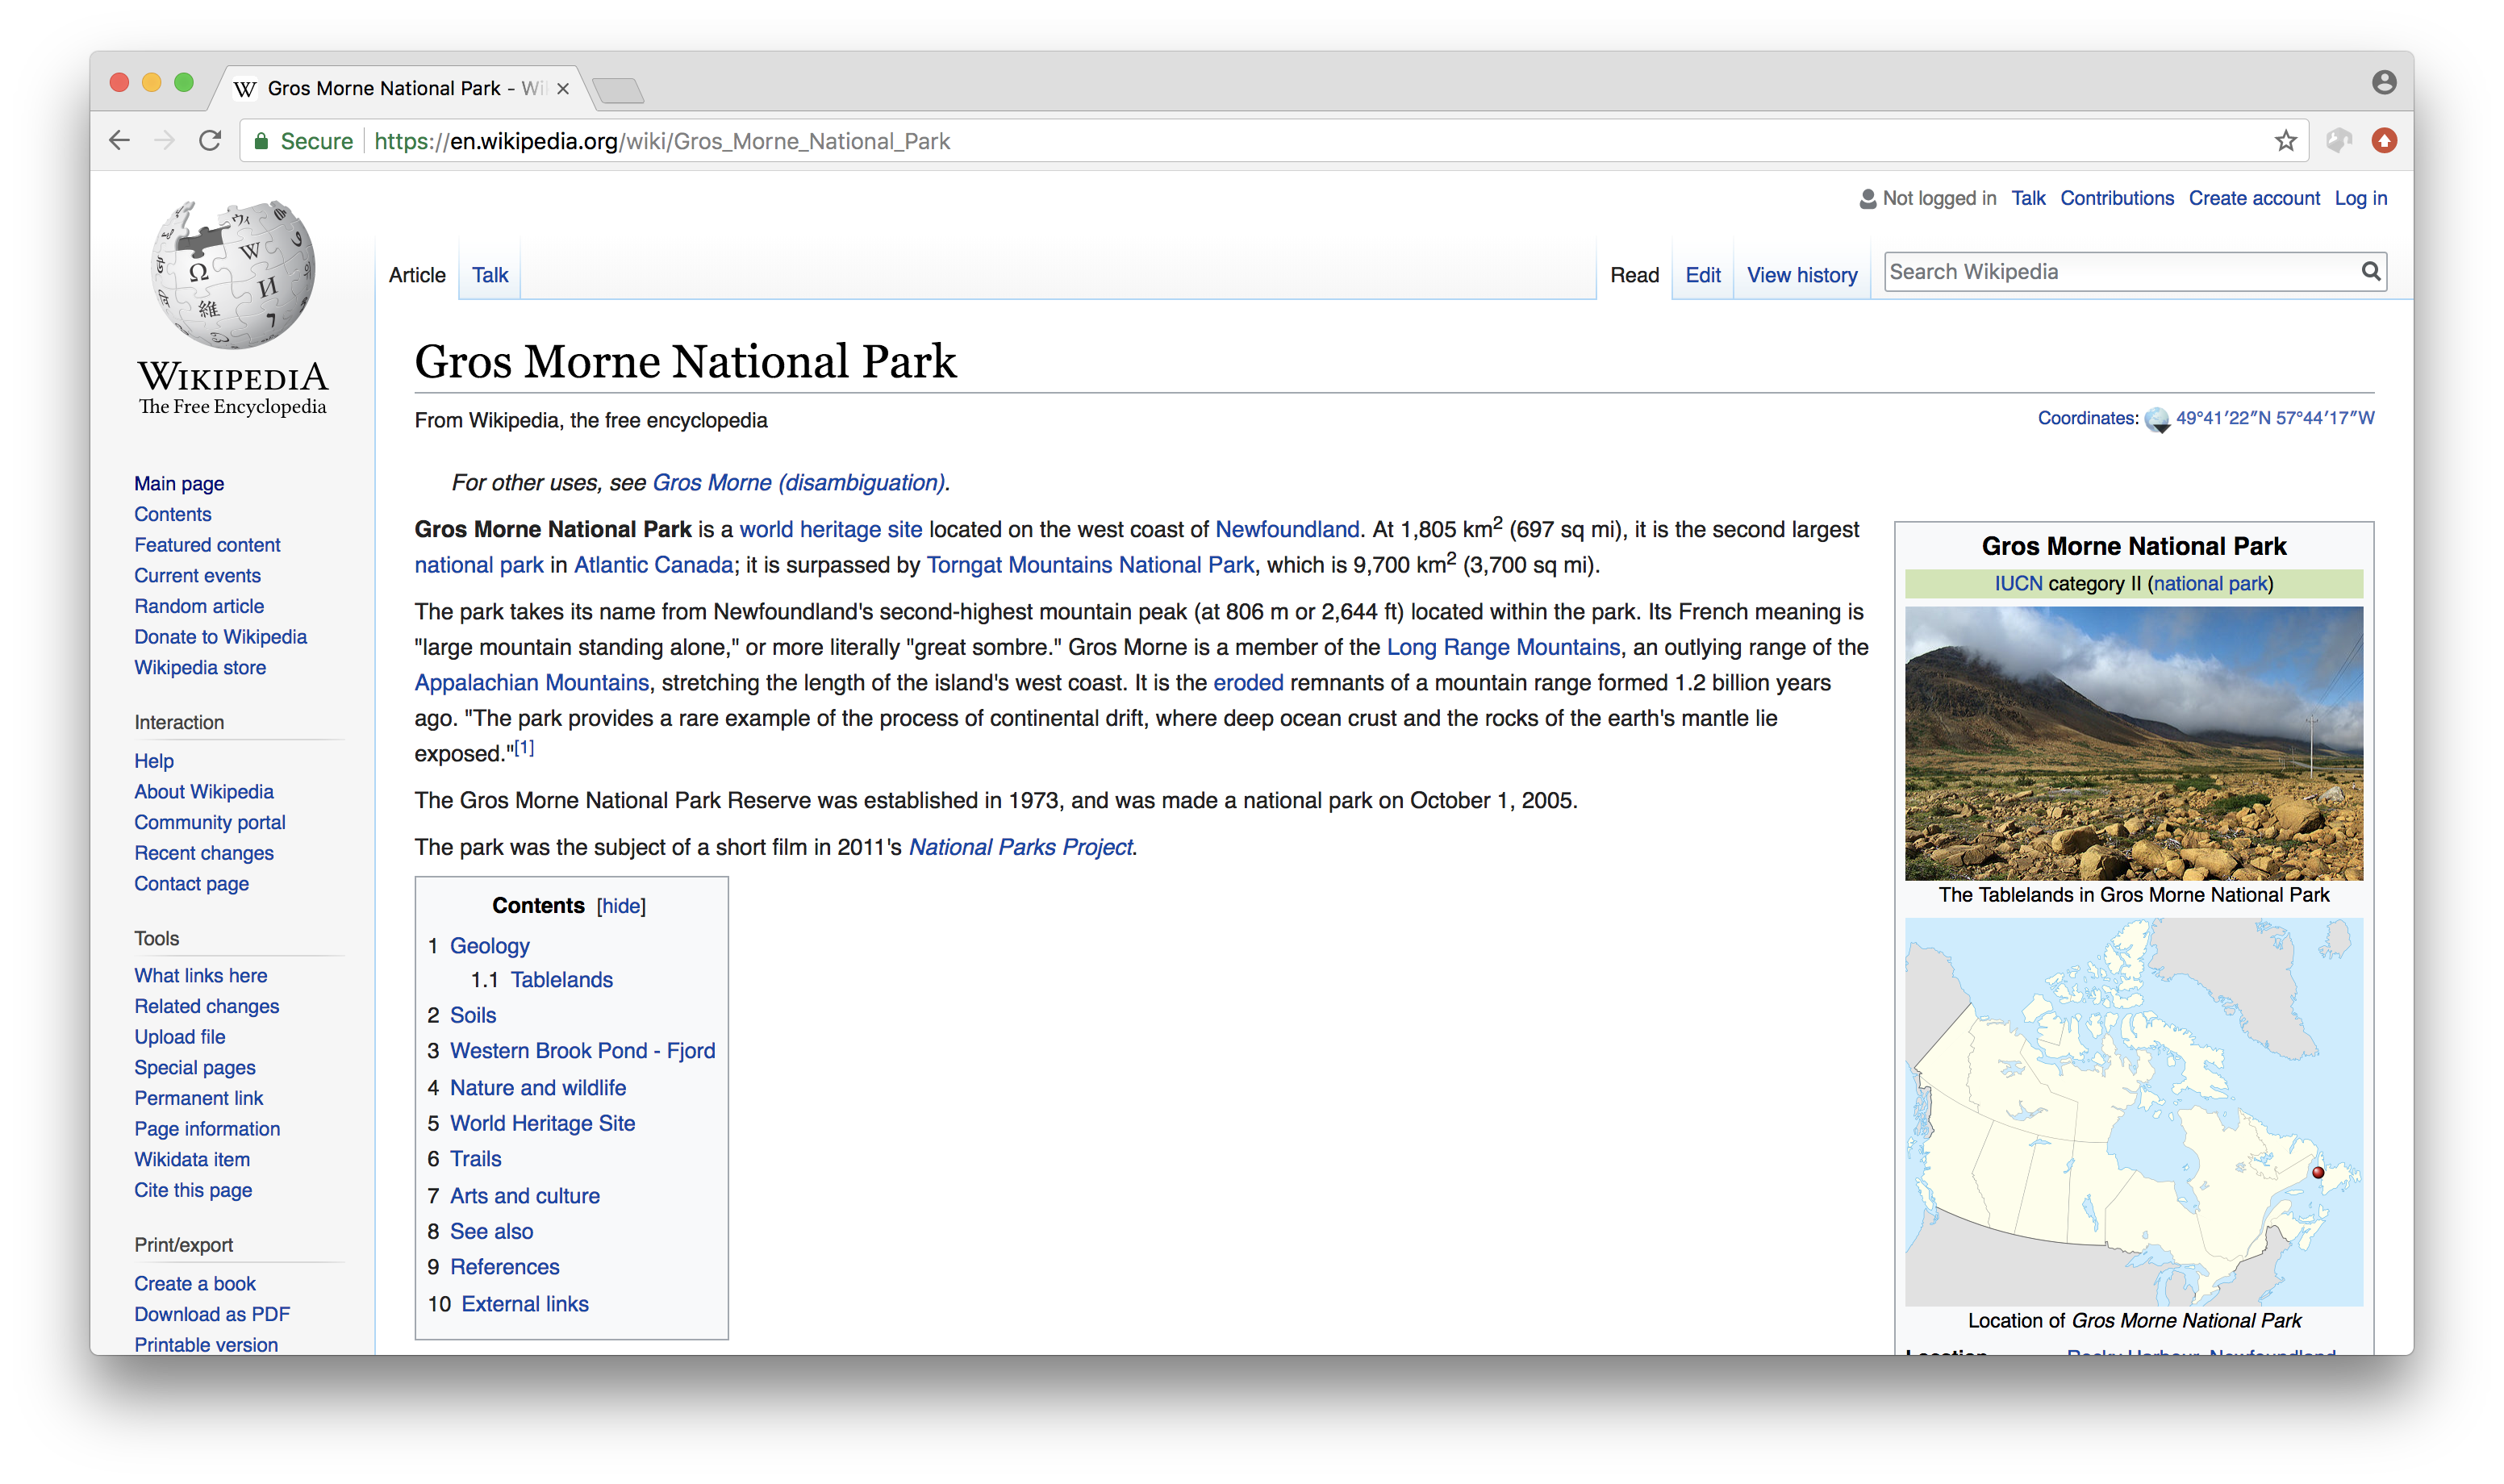 Gros Morne National Park - Wi
Secure
https://en.wikipedia.org/wiki/Gros_Morne_National_Park
Not logged in Talk Contributions Create account Log in
Article Talk
Read Edit View history
Search Wikipedia
WIKIPEDIA
The Free Encyclopedia
Main page
Contents
Featured content
Current events
Random article
Donate to Wikipedia
Wikipedia store
Interaction
Help
About Wikipedia
Community portal
Recent changes
Contact page
Tools
What links here
Related changes
Upload file
Special pages
Permanent link
Page information
Wikidata item
Cite this page
Print/export
Create a book
Download as PDF
Printable version
Gros Morne National Park
From Wikipedia, the free encyclopedia
Coordinates: 49°41′22″N 57°44′17″W
For other uses, see Gros Morne (disambiguation).
Gros Morne National Park is a world heritage site located on the west coast of Newfoundland. At 1,805 km² (697 sq mi), it is the second largest
national park in Atlantic Canada; it is surpassed by Torngat Mountains National Park, which is 9,700 km² (3,700 sq mi).
The park takes its name from Newfoundland's second-highest mountain peak (at 806 m or 2,644 ft) located within the park. Its French meaning is
"large mountain standing alone," or more literally "great sombre." Gros Morne is a member of the Long Range Mountains, an outlying range of the
Appalachian Mountains, stretching the length of the island's west coast. It is the eroded remnants of a mountain range formed 1.2 billion years
ago. "The park provides a rare example of the process of continental drift, where deep ocean crust and the rocks of the earth's mantle lie
exposed."[1]
The Gros Morne National Park Reserve was established in 1973, and was made a national park on October 1, 2005.
The park was the subject of a short film in 2011's National Parks Project.
Contents [hide]
1 Geology
1.1 Tablelands
2 Soils
3 Western Brook Pond - Fjord
4 Nature and wildlife
5 World Heritage Site
6 Trails
7 Arts and culture
8 See also
9 References
10 External links
Gros Morne National Park
IUCN category II (national park)
The Tablelands in Gros Morne National Park
Location of Gros Morne National Park
Location Rocky Harbour, Newfoundland